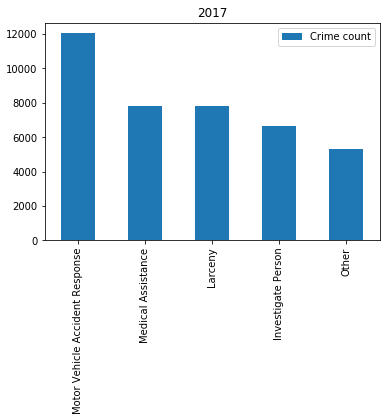 2017
Crime count
12000
10000
8000
6000
4000
2000
0
Motor Vehicle Accident Response
Medical Assistance
Larceny
Investigate Person
Other